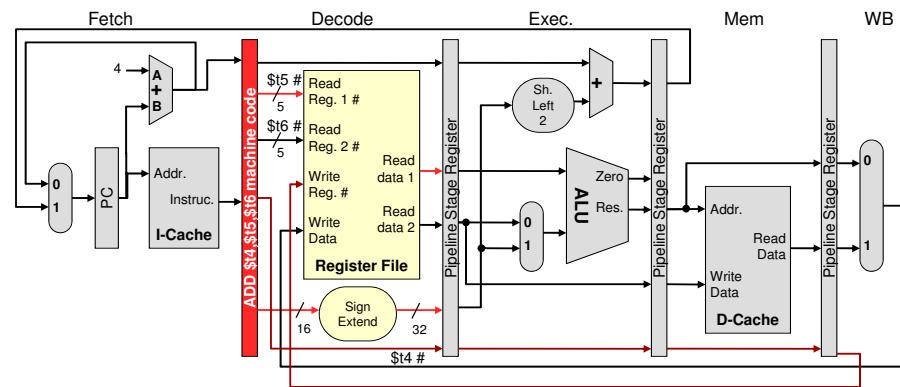 Fetch
Decode
Exec.
Mem
WB
4
A
+
B
0
1
PC
Addr.
Instruc.
I-Cache
ADD $t4,$t5,$t6 machine code
$t5 #
5
$t6 #
5
Read
Reg. 1 #
Read
Reg. 2 #
Write
Reg. #
Write
Data
Read
data 1
Read
data 2
Register File
16
Sign
Extend
32
$t4 #
Pipeline Stage Register
Sh.
Left
2
+
0
1
ALU
Zero
Res.
Pipeline Stage Register
Addr.
Read
Data
Write
Data
D-Cache
Pipeline Stage Register
0
1